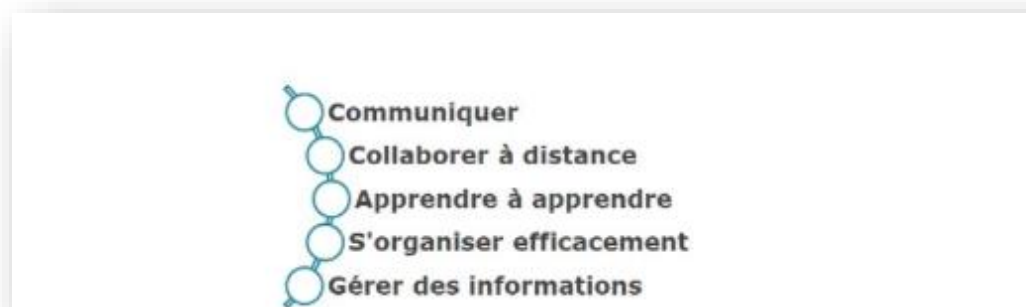 Communiquer
Collaborer à distance
Apprendre à apprendre
S'organiser efficacement
Gérer des informations